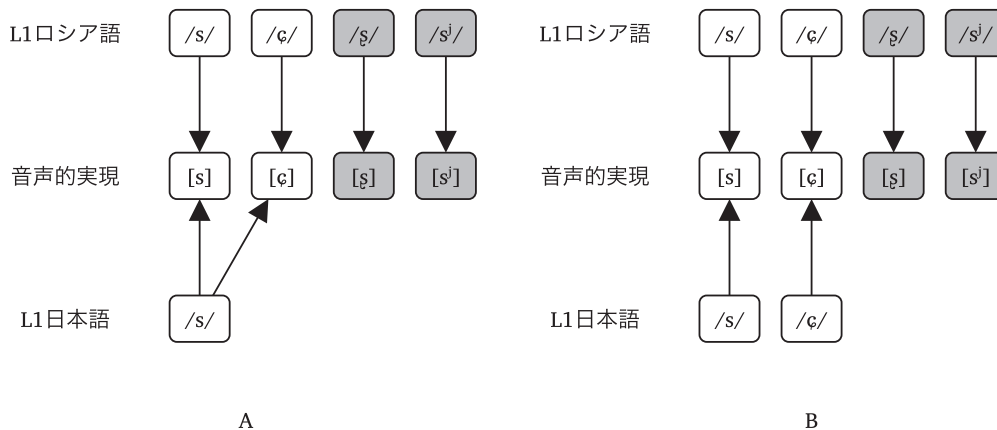 L1ロシア語 /s/ /ɕ/ /ʂ/ /sʲ/ L1ロシア語 /s/ /ɕ/ /ʂ/ /sʲ/
音声的実現 [s] [ɕ] [ʂ] [sʲ] 音声的実現 [s] [ɕ] [ʂ] [sʲ]
L1日本語 /s/ L1日本語 /s/ /ɕ/
A B